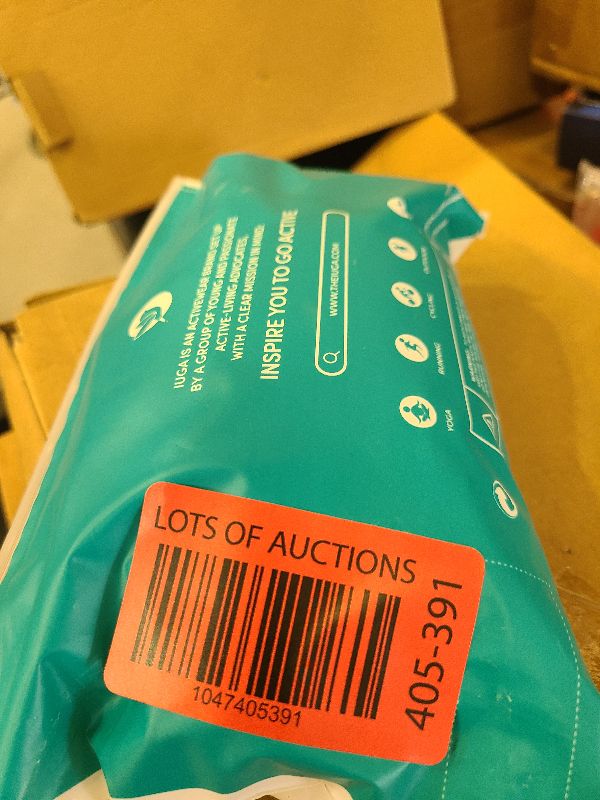 IUGA IS AN ACTIVEWEAR BRAND SET UP
BY A GROUP OF YOUNG AND PASSIONATE
ACTIVE-LIVING ADVOCATES,
WITH A CLEAR MISSION IN MIND:
INSPIRE YOU TO GO ACTIVE
WWW.THEIUGA.COM
YOGA
RUNNING
CYCLING
OUTDOOR
WARNING:
LOTS OF AUCTIONS
1047405391
405-391